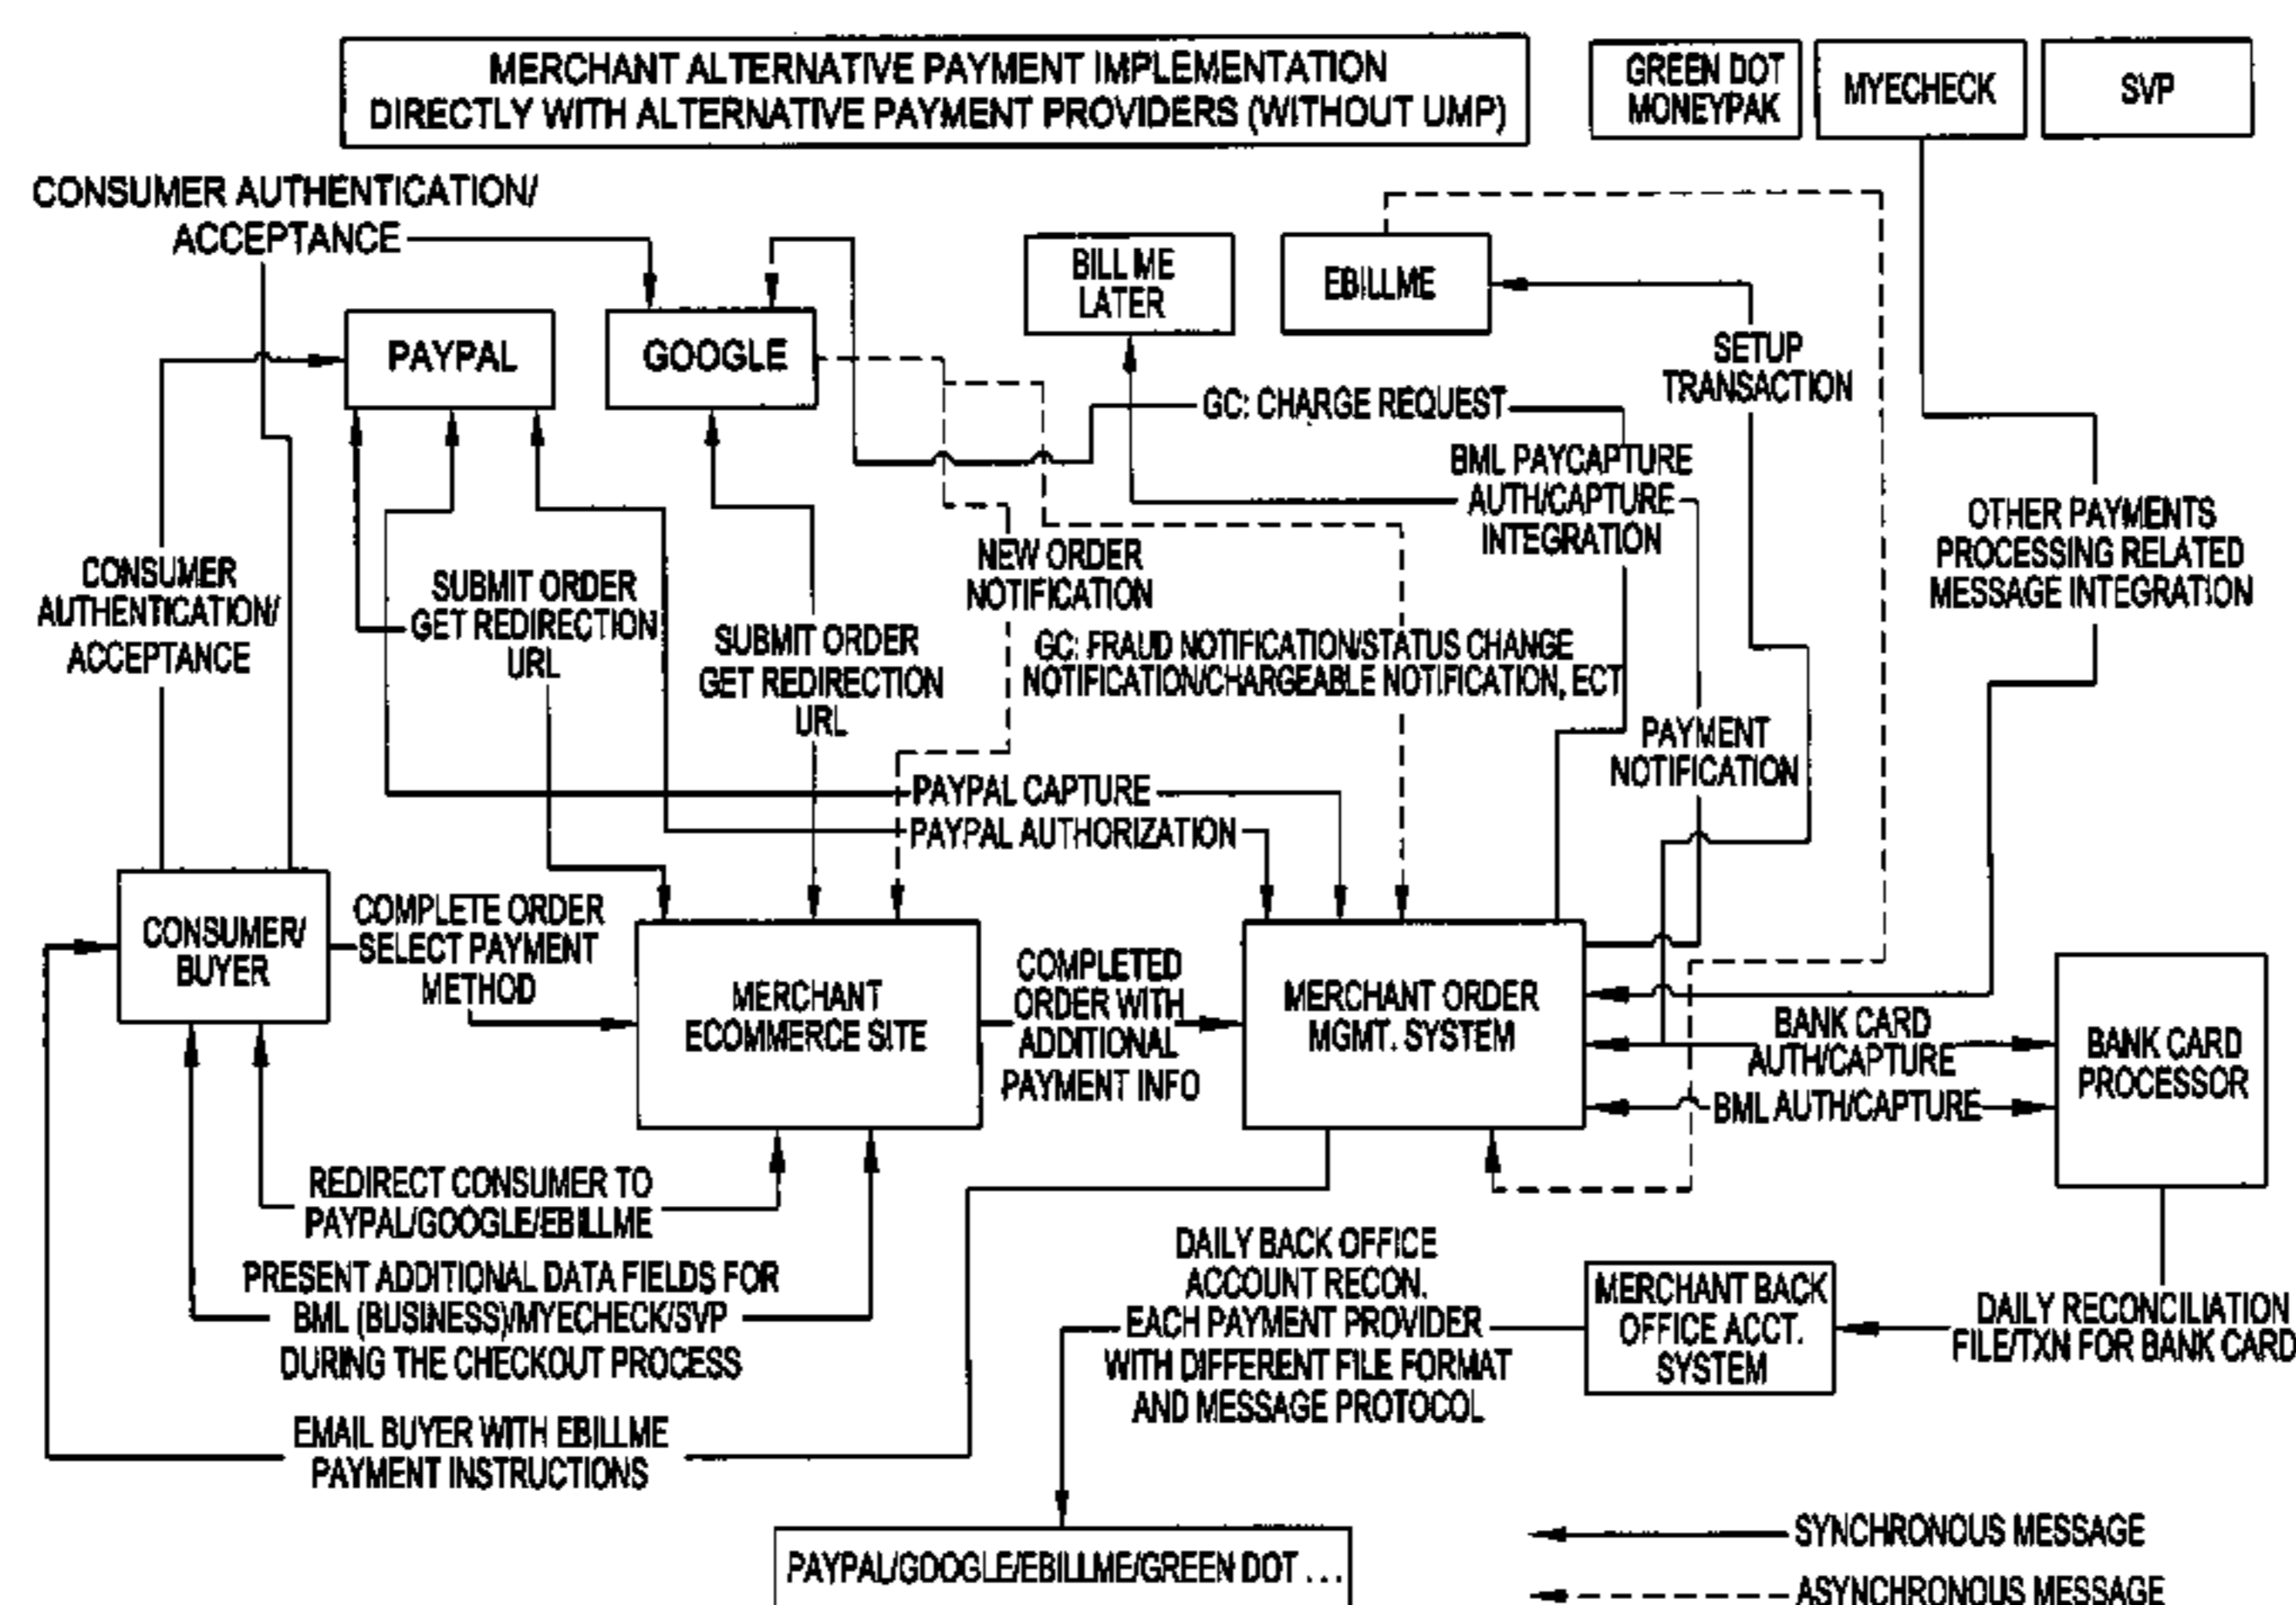 MERCHANT ALTERNATIVE PAYMENT IMPLEMENTATION
DIRECTLY WITH ALTERNATIVE PAYMENT PROVIDERS (WITHOUT UMP)
GREEN DOT
MONEYPAK
MYECHECK
SVP
CONSUMER AUTHENTICATION/
ACCEPTANCE
PAYPAL
GOOGLE
BILL ME
LATER
EBILLME
SETUP
TRANSACTION
GC: CHARGE REQUEST
BML PAYCAPTURE
AUTH/CAPTURE
INTEGRATION
OTHER PAYMENTS
PROCESSING RELATED
MESSAGE INTEGRATION
CONSUMER
AUTHENTICATION/
ACCEPTANCE
SUBMIT ORDER
GET REDIRECTION
URL
SUBMIT ORDER
GET REDIRECTION
URL
NEW ORDER
NOTIFICATION
GC: FRAUD NOTIFICATION/STATUS CHANGE
NOTIFICATION/CHARGEABLE NOTIFICATION, ECT
PAYMENT
NOTIFICATION
PAYPAL CAPTURE
PAYPAL AUTHORIZATION
CONSUMER/
BUYER
COMPLETE ORDER
SELECT PAYMENT
METHOD
MERCHANT
ECOMMERCE SITE
COMPLETED
ORDER WITH
ADDITIONAL
PAYMENT INFO
MERCHANT ORDER
MGMT. SYSTEM
BANK CARD
AUTH/CAPTURE
BML AUTH/CAPTURE
BANK CARD
PROCESSOR
REDIRECT CONSUMER TO
PAYPAL/GOOGLE/EBILLME
PRESENT ADDITIONAL DATA FIELDS FOR
BML (BUSINESS)/MYECHECK/SVP
DURING THE CHECKOUT PROCESS
EMAIL BUYER WITH EBILLME
PAYMENT INSTRUCTIONS
DAILY BACK OFFICE
ACCOUNT RECON.
EACH PAYMENT PROVIDER
WITH DIFFERENT FILE FORMAT
AND MESSAGE PROTOCOL
MERCHANT BACK
OFFICE ACCT.
SYSTEM
DAILY RECONCILIATION
FILE/TXN FOR BANK CARD
PAYPAL/GOOGLE/EBILLME/GREEN DOT . . .
SYNCHRONOUS MESSAGE
ASYNCHRONOUS MESSAGE